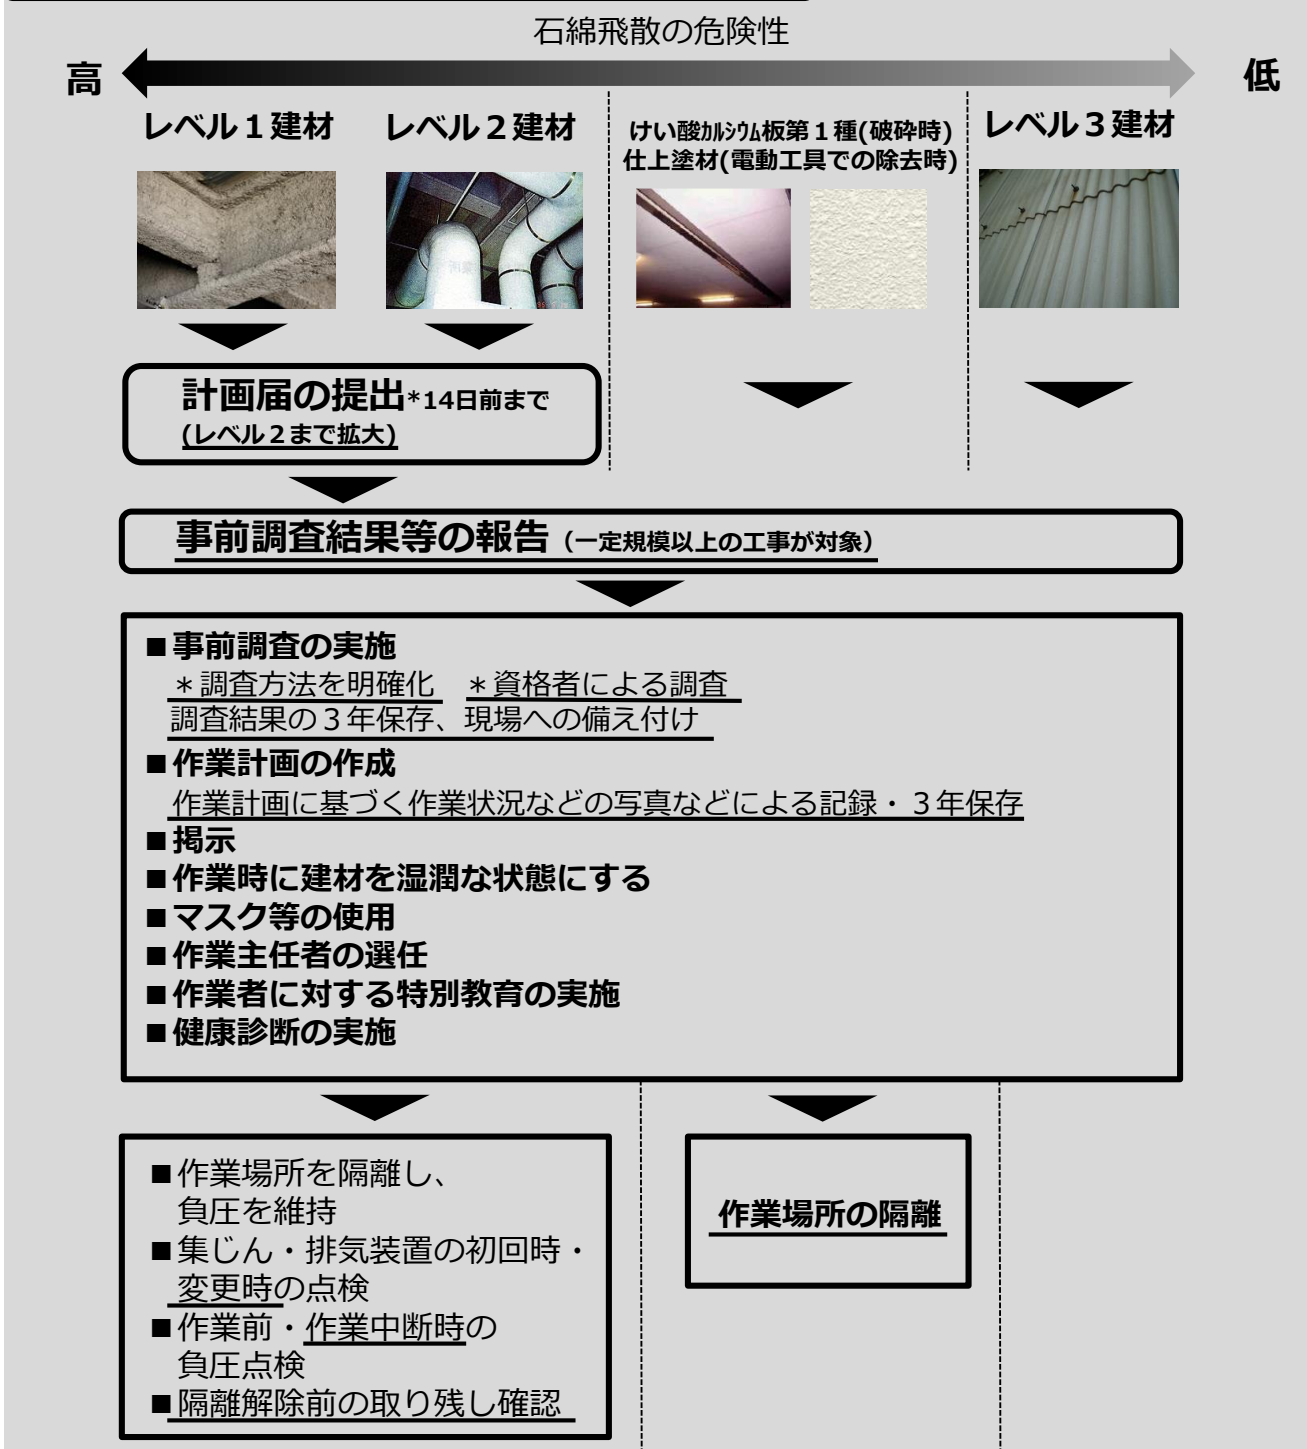 石綿飛散の危険性
高
低
レベル１建材
レベル２建材
けい酸ｶﾙｼｳﾑ板第１種(破砕時)
仕上塗材(電動工具での除去時)
レベル３建材
計画届の提出*14日前まで
(レベル２まで拡大)
事前調査結果等の報告（一定規模以上の工事が対象）
■事前調査の実施
＊調査方法を明確化　＊資格者による調査
調査結果の３年保存、現場への備え付け
■作業計画の作成
作業計画に基づく作業状況などの写真などによる記録・３年保存
■掲示
■作業時に建材を湿潤な状態にする
■マスク等の使用
■作業主任者の選任
■作業者に対する特別教育の実施
■健康診断の実施
■作業場所を隔離し、
負圧を維持
■集じん・排気装置の初回時・
変更時の点検
■作業前・作業中断時の
負圧点検
■隔離解除前の取り残し確認
作業場所の隔離